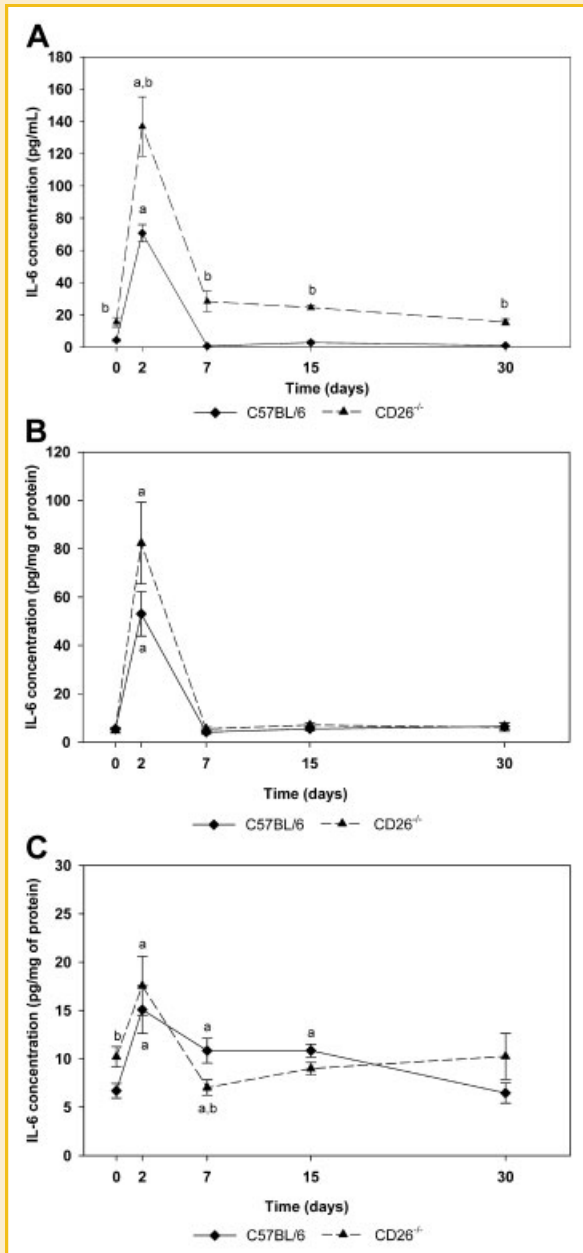 A
IL-6 concentration (pg/mL)
180
160
140
120
100
80
60
40
20
0
a,b
a
b
b
b
b
0 2 7 15 30
Time (days)
C57BL/6 CD26-/-
B
IL-6 concentration (pg/mg of protein)
120
100
80
60
40
20
0
a
a
0 2 7 15 30
Time (days)
C57BL/6 CD26-/-
C
IL-6 concentration (pg/mg of protein)
30
25
20
15
10
5
0
a
b
a
a
a
a,b
0 2 7 15 30
Time (days)
C57BL/6 CD26-/-